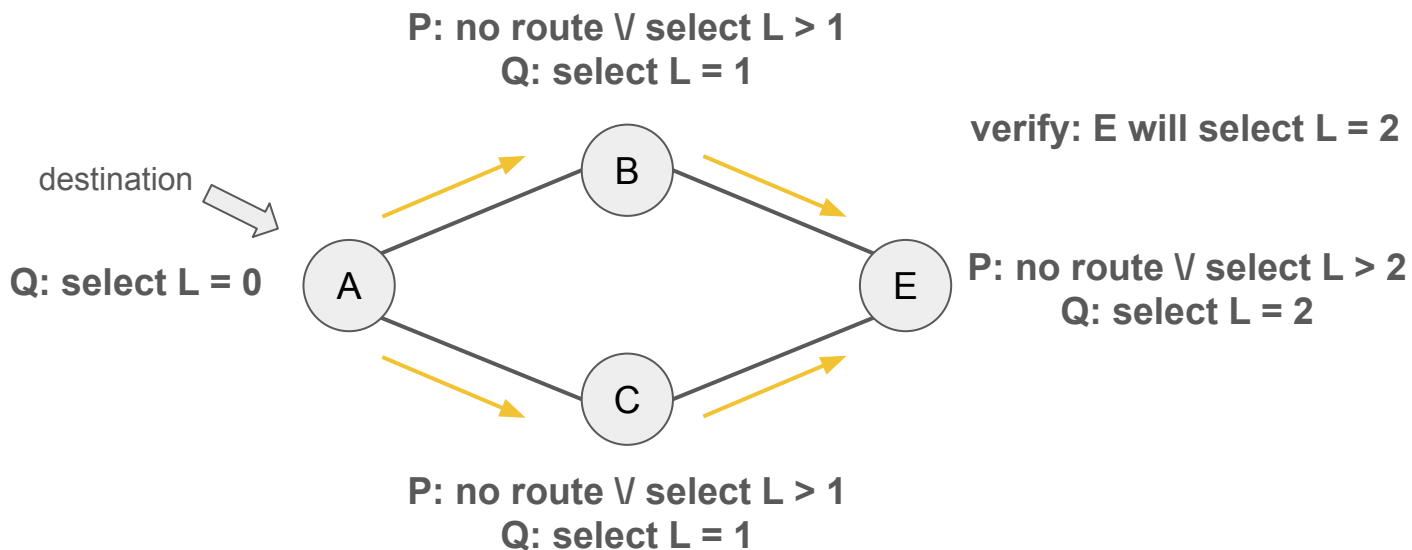 P: no route \/ select L > 1
Q: select L = 1
verify: E will select L = 2
destination
B
Q: select L = 0
A
E
P: no route \/ select L > 2
Q: select L = 2
C
P: no route \/ select L > 1
Q: select L = 1